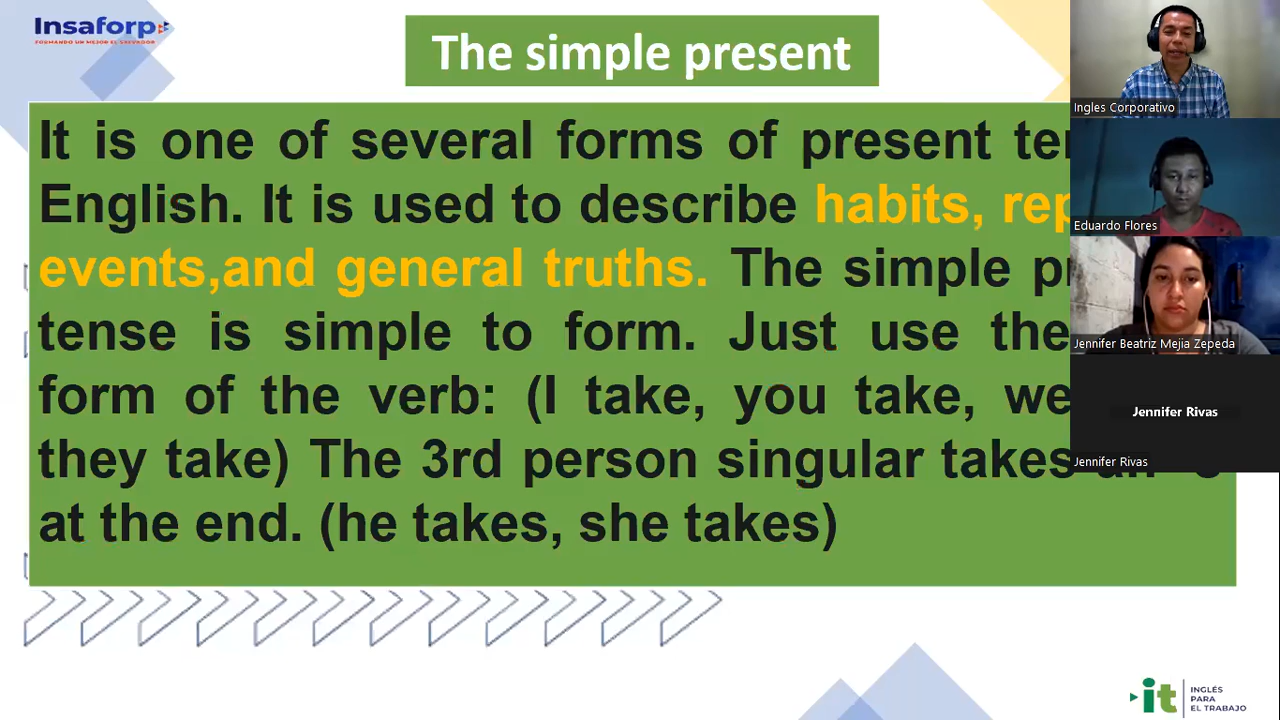 Insaforp
FORMANDO UN MEJOR EL SALVADOR
The simple present
It is one of several forms of present
English. It is used to describe habits,
events,and general truths. The simple
tense is simple to form. Just use the
form of the verb: (I take, you take, we
they take) The 3rd person singular takes
at the end. (he takes, she takes)
Ingles Corporativo
Eduardo Flores
Jennifer Beatriz Mejia Zepeda
Jennifer Rivas
Jennifer Rivas
it
INGLÉS
PARA
EL TRABAJO